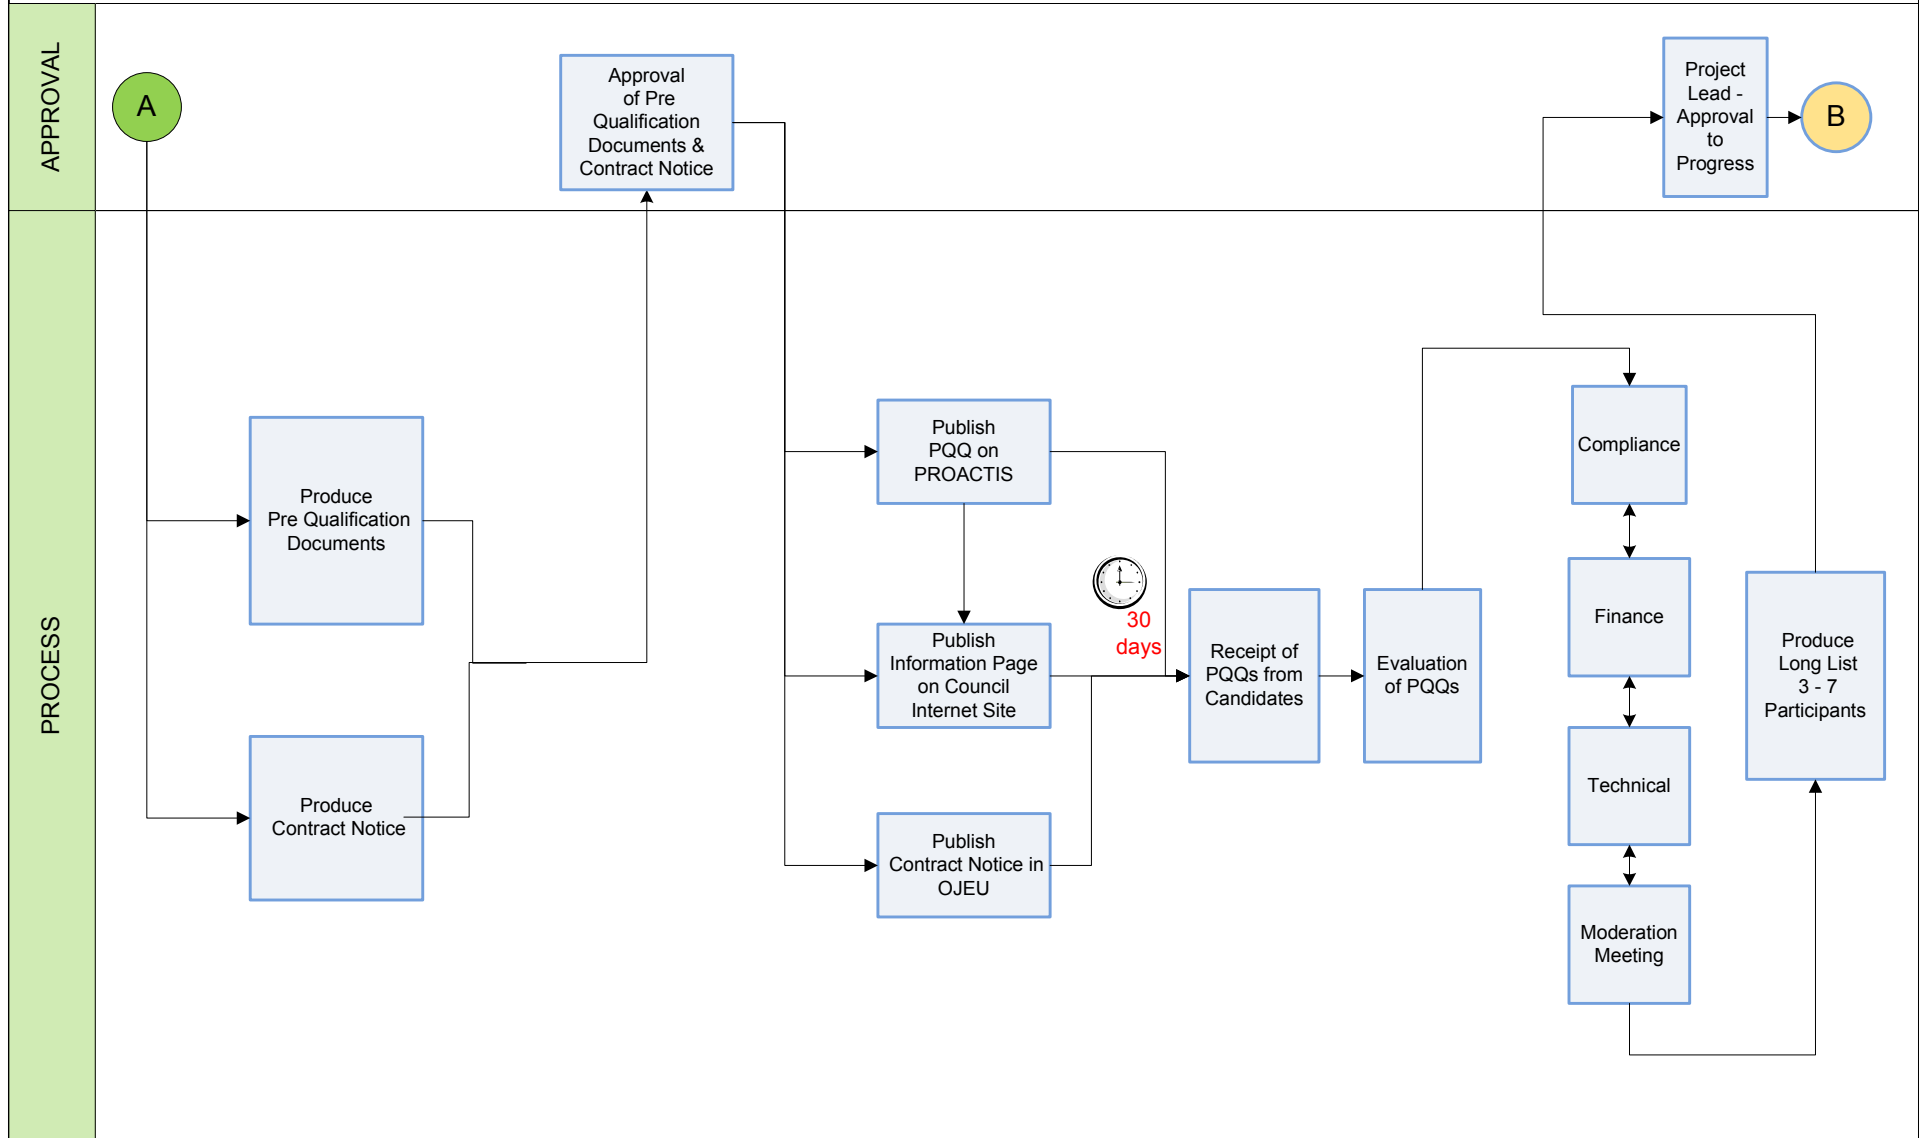 APPROVAL
A
Approval
of Pre
Qualification
Documents &
Contract Notice
Project
Lead -
Approval
to
Progress
B
PROCESS
Produce
Pre Qualification
Documents
Produce
Contract Notice
Publish
PQQ on
PROACTIS
Publish
Information Page
on Council
Internet Site
Publish
Contract Notice in
OJEU
30
days
Receipt of
PQQs from
Candidates
Evaluation
of PQQs
Compliance
Finance
Technical
Moderation
Meeting
Produce
Long List
3 - 7
Participants